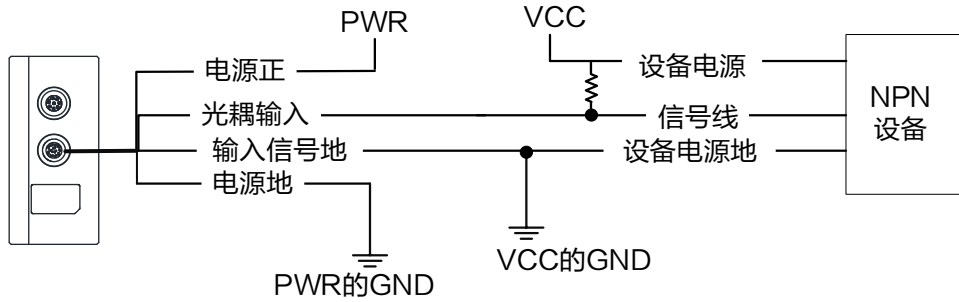 PWR
VCC
电源正
设备电源
光耦输入
信号线
NPN
设备
输入信号地
设备电源地
电源地
VCC的GND
PWR的GND